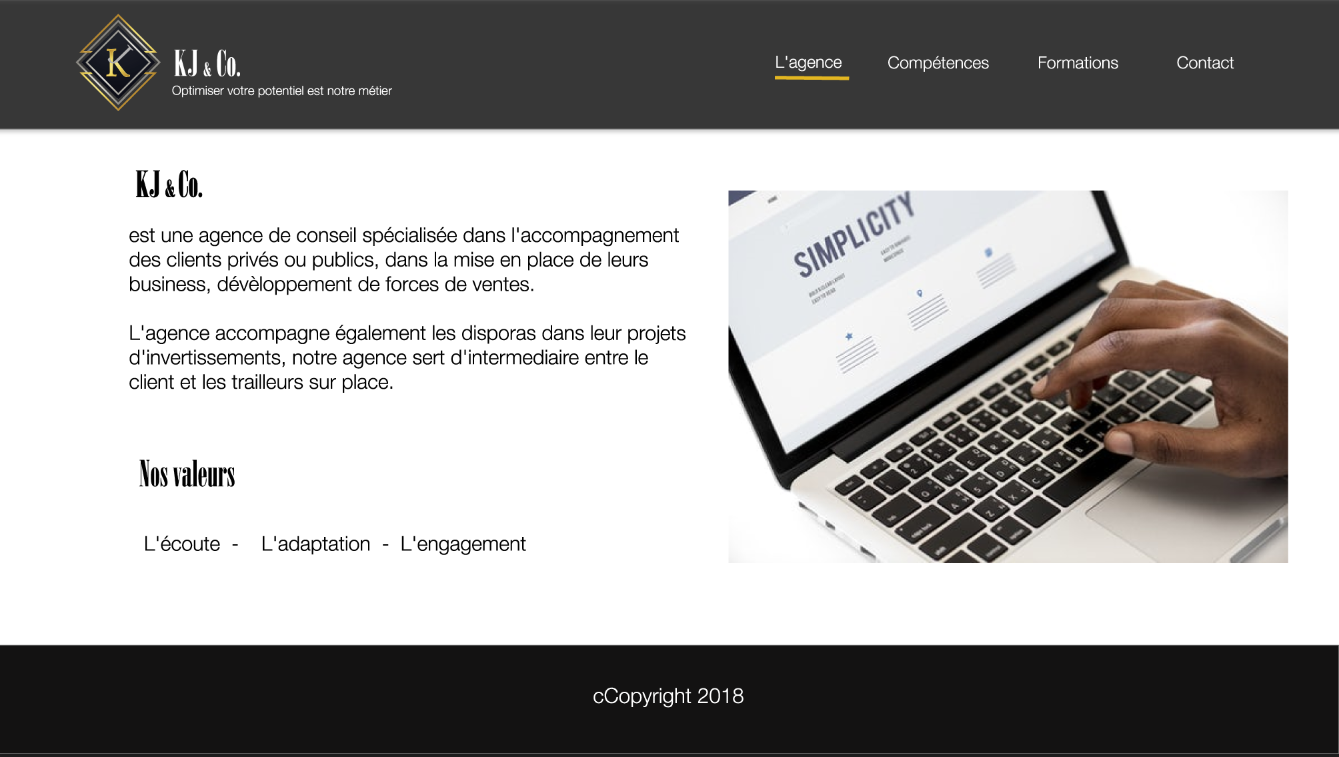 K
KJ & Co.
Optimiser votre potentiel est notre métier
L'agence
Compétences
Formations
Contact
KJ & Co.
est une agence de conseil spécialisée dans l'accompagnement
des clients privés ou publics, dans la mise en place de leurs
business, dévèloppement de forces de ventes.
L'agence accompagne également les disporas dans leur projets
d'invertissements, notre agence sert d'intermediaire entre le
client et les trailleurs sur place.
Nos valeurs
L'écoute - L'adaptation - L'engagement
SIMPLICITY
cCopyright 2018